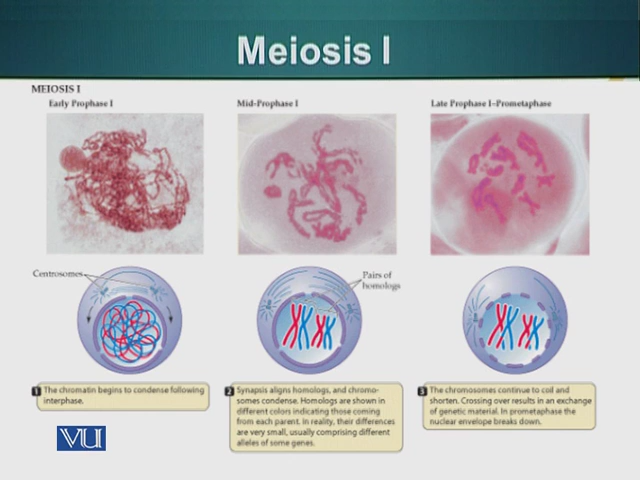 Meiosis I
MEIOSIS I
Early Prophase I
Mid-Prophase I
Late Prophase I–Prometaphase
Centrosomes
Pairs of
homologs
1 The chromatin begins to condense following
interphase.
2 Synapsis aligns homologs, and chromo-
somes condense. Homologs are shown in
different colors indicating those coming
from each parent. In reality, their differences
are very small, usually comprising different
alleles of some genes.
3 The chromosomes continue to coil and
shorten. Crossing over results in an exchange
of genetic material. In prometaphase the
nuclear envelope breaks down.
VU